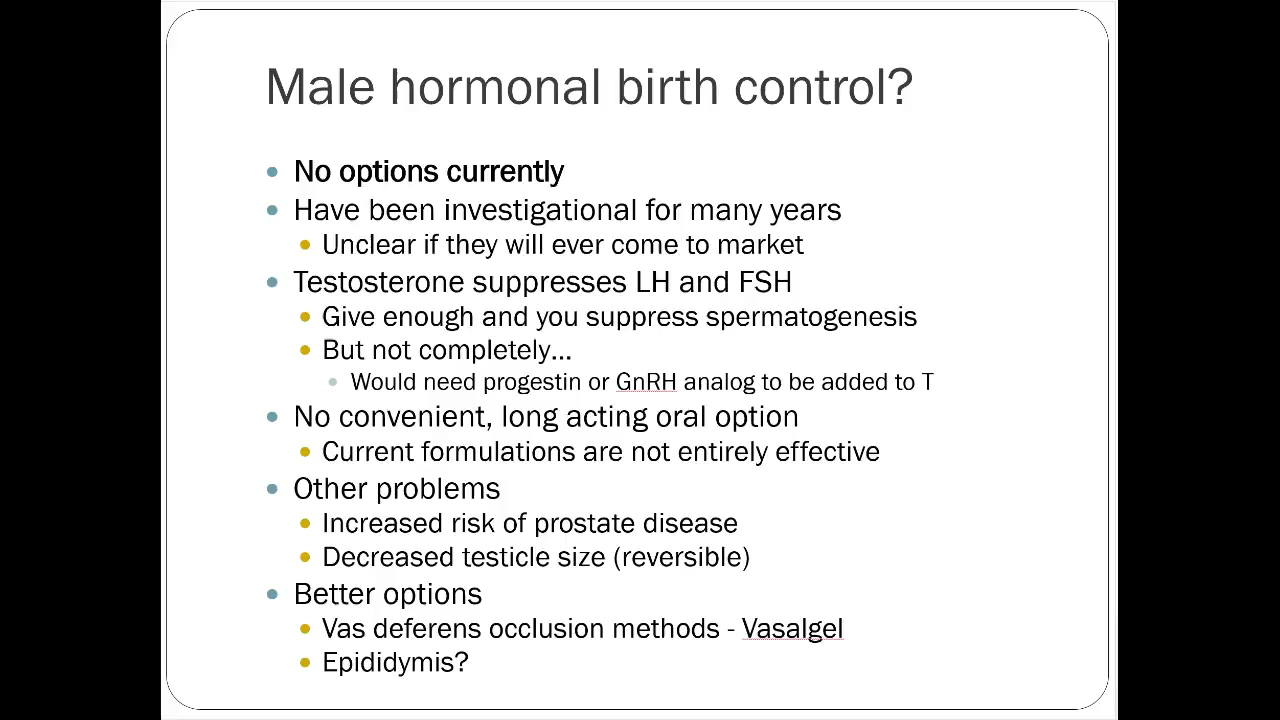 Male hormonal birth control?
• No options currently
• Have been investigational for many years
• Unclear if they will ever come to market
• Testosterone suppresses LH and FSH
• Give enough and you suppress spermatogenesis
• But not completely...
• Would need progestin or GnRH analog to be added to T
• No convenient, long acting oral option
• Current formulations are not entirely effective
• Other problems
• Increased risk of prostate disease
• Decreased testicle size (reversible)
• Better options
• Vas deferens occlusion methods - Vasalgel
• Epididymis?